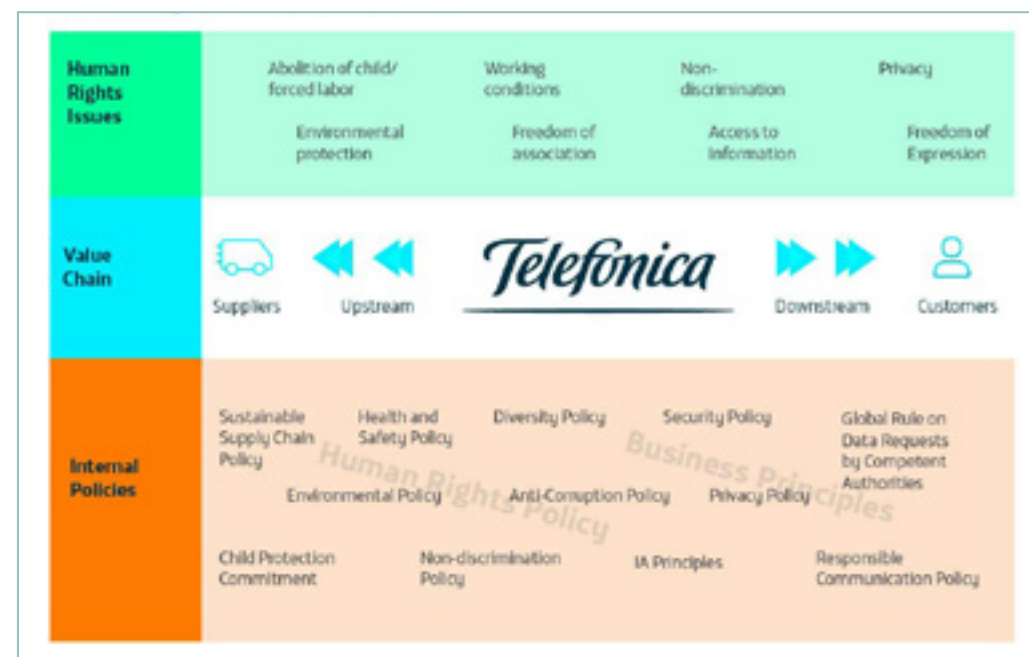 Human
Rights
Issues
Abolition of child/
forced labor
Working
conditions
Non-
discrimination
Privacy
Environmental
protection
Freedom of
association
Access to
Information
Freedom of
Expression
Value
Chain
Suppliers
Upstream
Telefónica
Downstream
Customers
Internal
Policies
Sustainable
Supply Chain
Policy
Health and
Safety Policy
Diversity Policy
Security Policy
Global Rule on
Data Requests
by Competent
Authorities
Human Rights Policy
Business Principles
Environmental Policy
Anti-Corruption Policy
Privacy Policy
Child Protection
Commitment
Non-discrimination
Policy
IA Principles
Responsible
Communication Policy